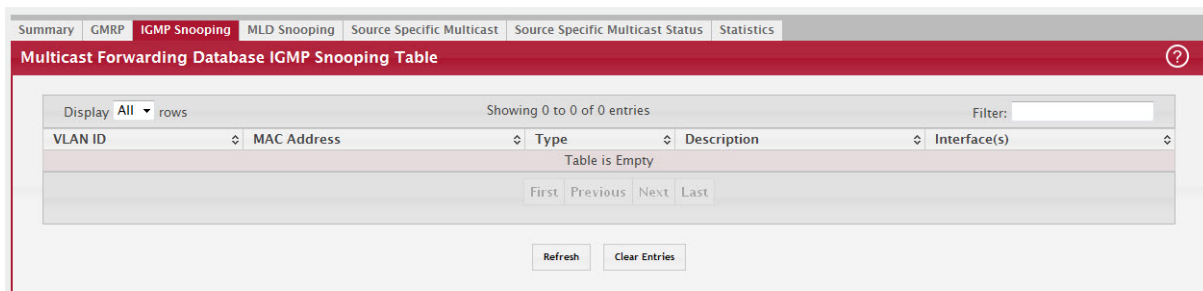 Summary GMRP IGMP Snooping MLD Snooping Source Specific Multicast Source Specific Multicast Status Statistics
Multicast Forwarding Database IGMP Snooping Table ?
Display All rows Showing 0 to 0 of 0 entries Filter:
VLAN ID MAC Address Type Description Interface(s)
Table is Empty
First Previous Next Last
Refresh Clear Entries